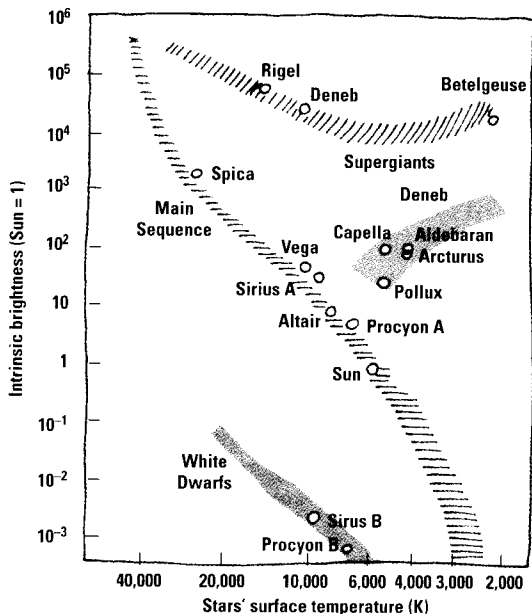 10⁶
10⁵
10⁴
10³
10²
10
1
10⁻¹
10⁻²
10⁻³
Intrinsic brightness (Sun = 1)
Rigel
Deneb
Betelgeuse
Supergiants
Spica
Main
Sequence
Deneb
Capella
Aldebaran
Arcturus
Vega
Sirius A
Pollux
Altair
Procyon A
Sun
White
Dwarfs
Sirus B
Procyon B
40,000 20,000 10,000 6,000 4,000 3,000 2,000
Stars' surface temperature (K)